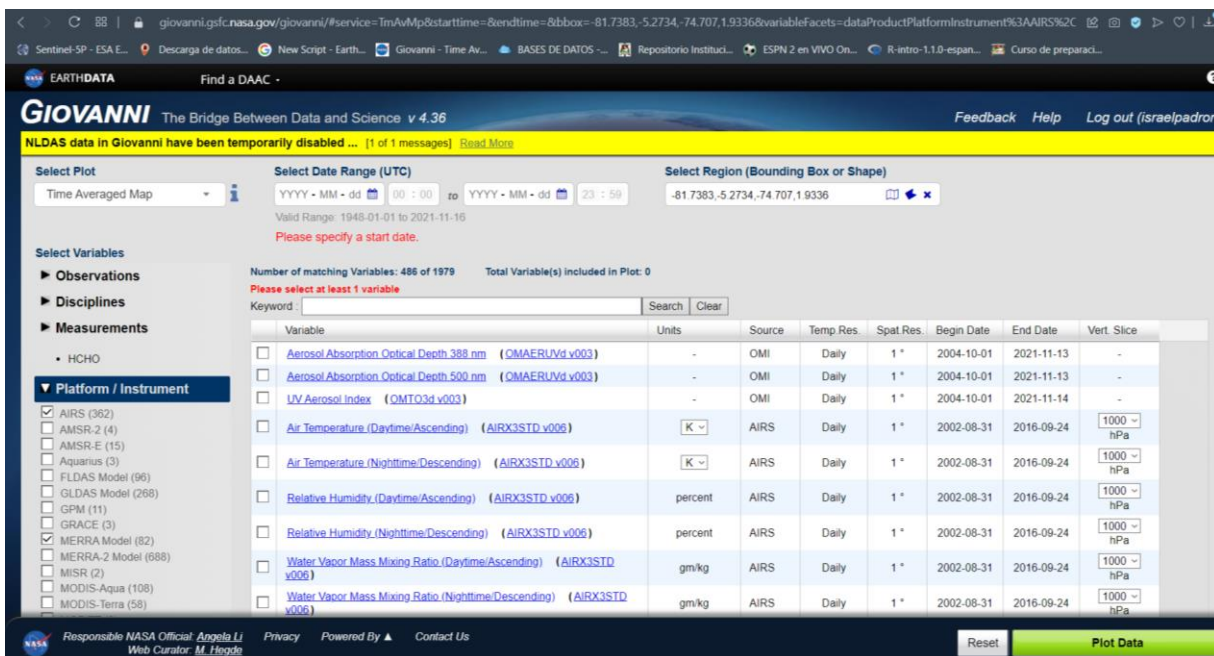 giovanni.gsfc.nasa.gov/giovanni/#service=TmAvMp&starttime=&endtime=&bbox=-81.7383,-5.2734,-74.707,1.9336&variableFacets=dataProductPlatformInstrument%3AAIRS%2C
Sentinel-5P - ESA E... Descarga de datos... New Script - Earth... Giovanni - Time Av... BASES DE DATOS -... Repositorio Instituci... ESPN 2 en VIVO On... R-intro-1.1.0-espan... Curso de preparaci...
EARTHDATA Find a DAAC
GIOVANNI The Bridge Between Data and Science v 4.36 Feedback Help Log out (israelpadron
NLDAS data in Giovanni have been temporarily disabled ... [1 of 1 messages] Read More
Select Plot Select Date Range (UTC) Select Region (Bounding Box or Shape)
Time Averaged Map i YYYY - MM - dd 00 : 00 to YYYY - MM - dd 23 : 59 -81.7383,-5.2734,-74.707,1.9336
Valid Range: 1948-01-01 to 2021-11-16
Please specify a start date.
Select Variables
Observations
Disciplines
Measurements
• HCHO
Platform / Instrument
AIRS (362)
AMSR-2 (4)
AMSR-E (15)
Aquarius (3)
FLDAS Model (96)
GLDAS Model (268)
GPM (11)
GRACE (3)
MERRA Model (82)
MERRA-2 Model (688)
MISR (2)
MODIS-Aqua (108)
MODIS-Terra (58)
Number of matching Variables: 486 of 1979 Total Variable(s) included in Plot: 0
Please select at least 1 variable
Keyword : Search Clear
Variable Units Source Temp.Res. Spat.Res. Begin Date End Date Vert. Slice
Aerosol Absorption Optical Depth 388 nm (OMAERUVd v003) - OMI Daily 1 ° 2004-10-01 2021-11-13 -
Aerosol Absorption Optical Depth 500 nm (OMAERUVd v003) - OMI Daily 1 ° 2004-10-01 2021-11-13 -
UV Aerosol Index (OMTO3d v003) - OMI Daily 1 ° 2004-10-01 2021-11-14 -
Air Temperature (Daytime/Ascending) (AIRX3STD v006) K AIRS Daily 1 ° 2002-08-31 2016-09-24 1000
hPa
Air Temperature (Nighttime/Descending) (AIRX3STD v006) K AIRS Daily 1 ° 2002-08-31 2016-09-24 1000
hPa
Relative Humidity (Daytime/Ascending) (AIRX3STD v006) percent AIRS Daily 1 ° 2002-08-31 2016-09-24 1000
hPa
Relative Humidity (Nighttime/Descending) (AIRX3STD v006) percent AIRS Daily 1 ° 2002-08-31 2016-09-24 1000
hPa
Water Vapor Mass Mixing Ratio (Daytime/Ascending) (AIRX3STD
v006) gm/kg AIRS Daily 1 ° 2002-08-31 2016-09-24 1000
hPa
Water Vapor Mass Mixing Ratio (Nighttime/Descending) (AIRX3STD
v006) gm/kg AIRS Daily 1 ° 2002-08-31 2016-09-24 1000
hPa
NASA Responsible NASA Official: Angela Li Privacy Powered By ▲ Contact Us Reset Plot Data
Web Curator: M. Hegde